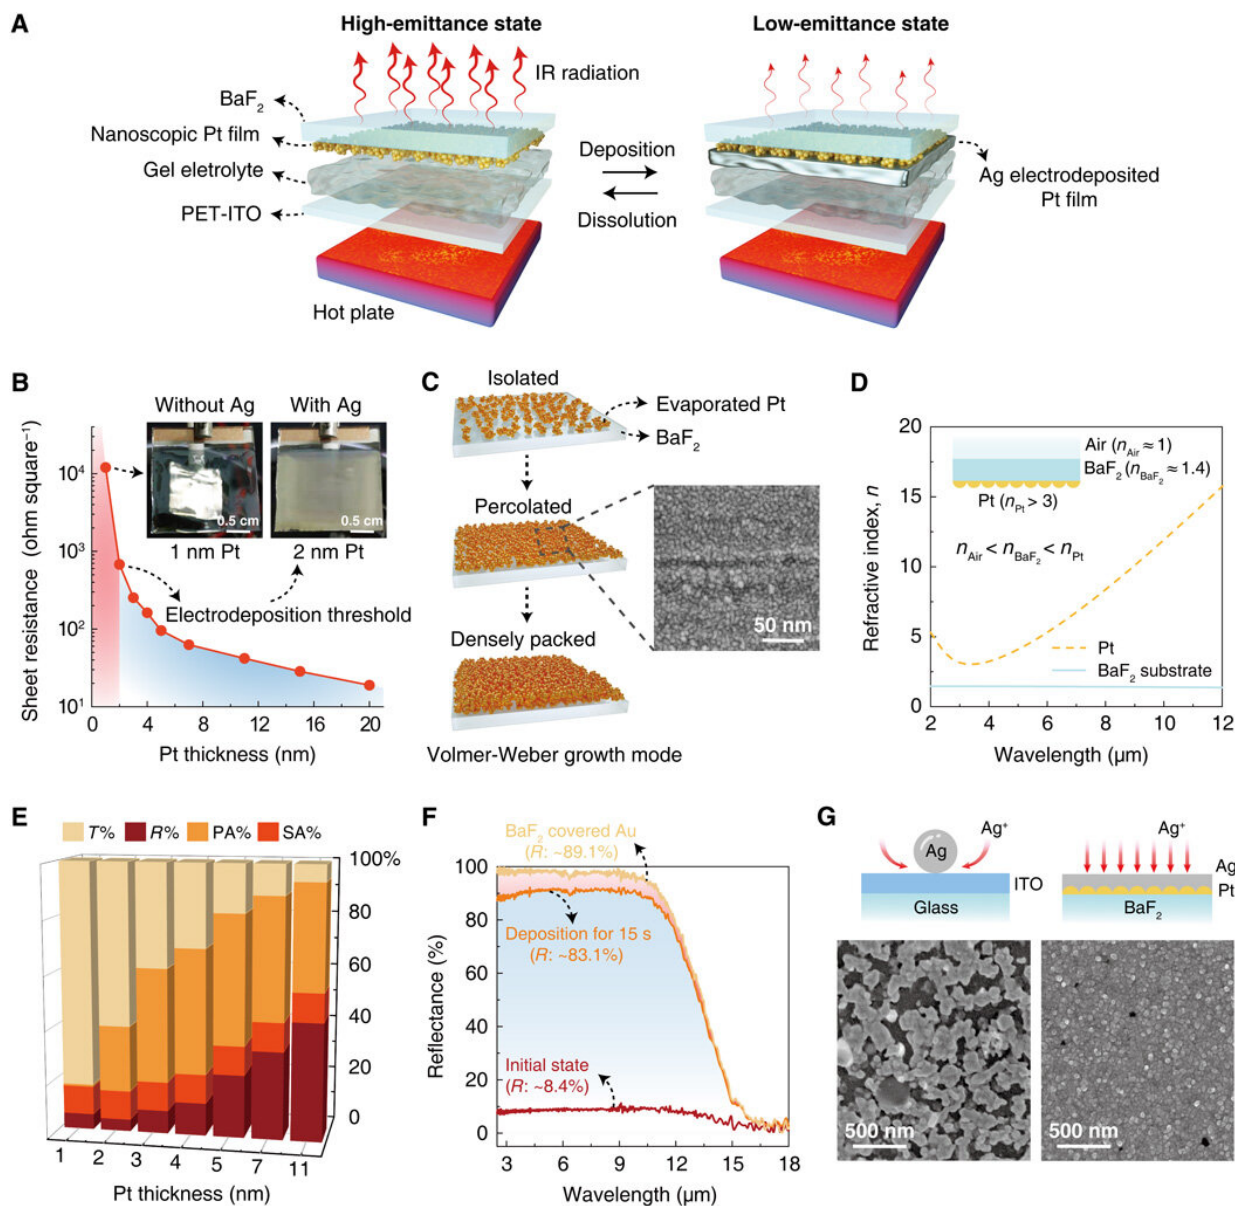 A
High-emittance state
Low-emittance state
IR radiation
BaF2
Nanoscopic Pt film
Gel eletrolyte
PET-ITO
Hot plate
Deposition
Dissolution
Ag electrodeposited
Pt film
B
Without Ag
With Ag
0.5 cm
0.5 cm
1 nm Pt
2 nm Pt
Electrodeposition threshold
Sheet resistance (ohm square⁻¹)
10⁴
10³
10²
10¹
0 4 8 12 16 20
Pt thickness (nm)
C
Isolated
Evaporated Pt
BaF2
Percolated
50 nm
Densely packed
Volmer-Weber growth mode
D
Refractive index, n
20
15
10
5
0
Air (nAir ≈ 1)
BaF2 (nBaF2 ≈ 1.4)
Pt (nPt > 3)
nAir < nBaF2 < nPt
Pt
BaF2 substrate
2 4 6 8 10 12
Wavelength (µm)
E
T% R% PA% SA%
100%
80
60
40
20
0
1 2 3 4 5 7 11
Pt thickness (nm)
F
BaF2 covered Au
(R: ~89.1%)
Deposition for 15 s
(R: ~83.1%)
Initial state
(R: ~8.4%)
Reflectance (%)
100
80
60
40
20
0
3 6 9 12 15 18
Wavelength (µm)
G
Ag⁺
Ag
ITO
Glass
Ag⁺
Ag
Pt
BaF2
500 nm
500 nm